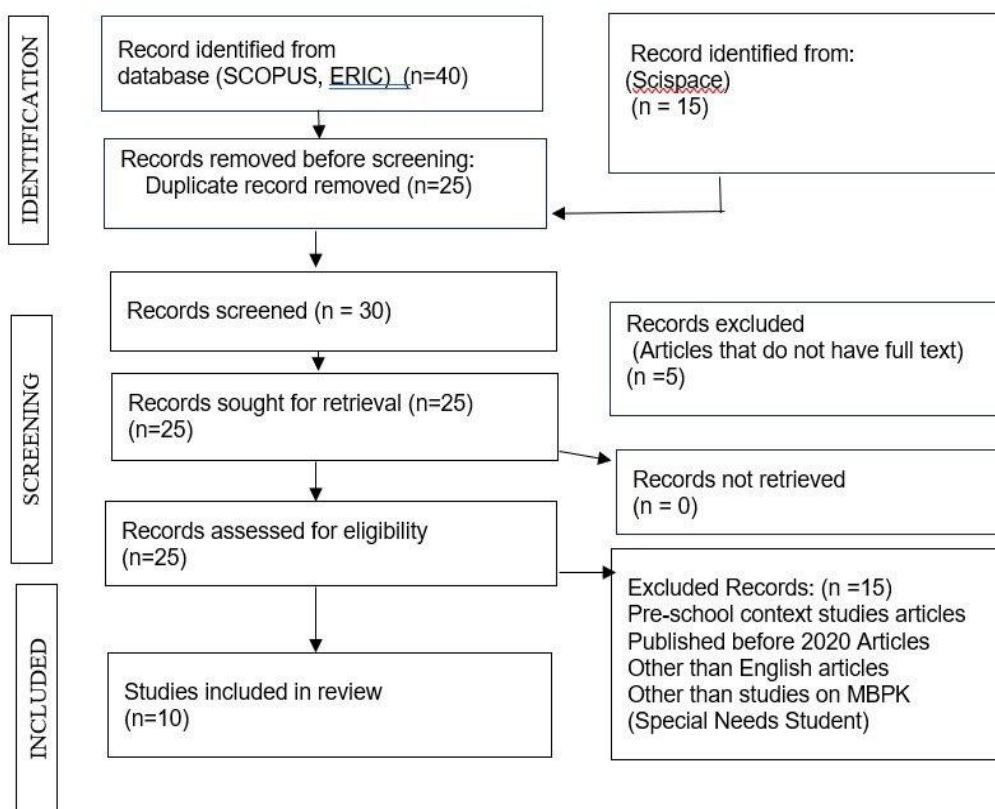 IDENTIFICATION
Record identified from
database (SCOPUS, ERIC) (n=40)
Record identified from:
(Scispace)
(n = 15)
Records removed before screening:
Duplicate record removed (n=25)
SCREENING
Records screened (n = 30)
Records excluded
(Articles that do not have full text)
(n =5)
Records sought for retrieval (n=25)
(n=25)
Records not retrieved
(n = 0)
Records assessed for eligibility
(n=25)
Excluded Records: (n =15)
Pre-school context studies articles
Published before 2020 Articles
Other than English articles
Other than studies on MBPK
(Special Needs Student)
INCLUDED
Studies included in review
(n=10)